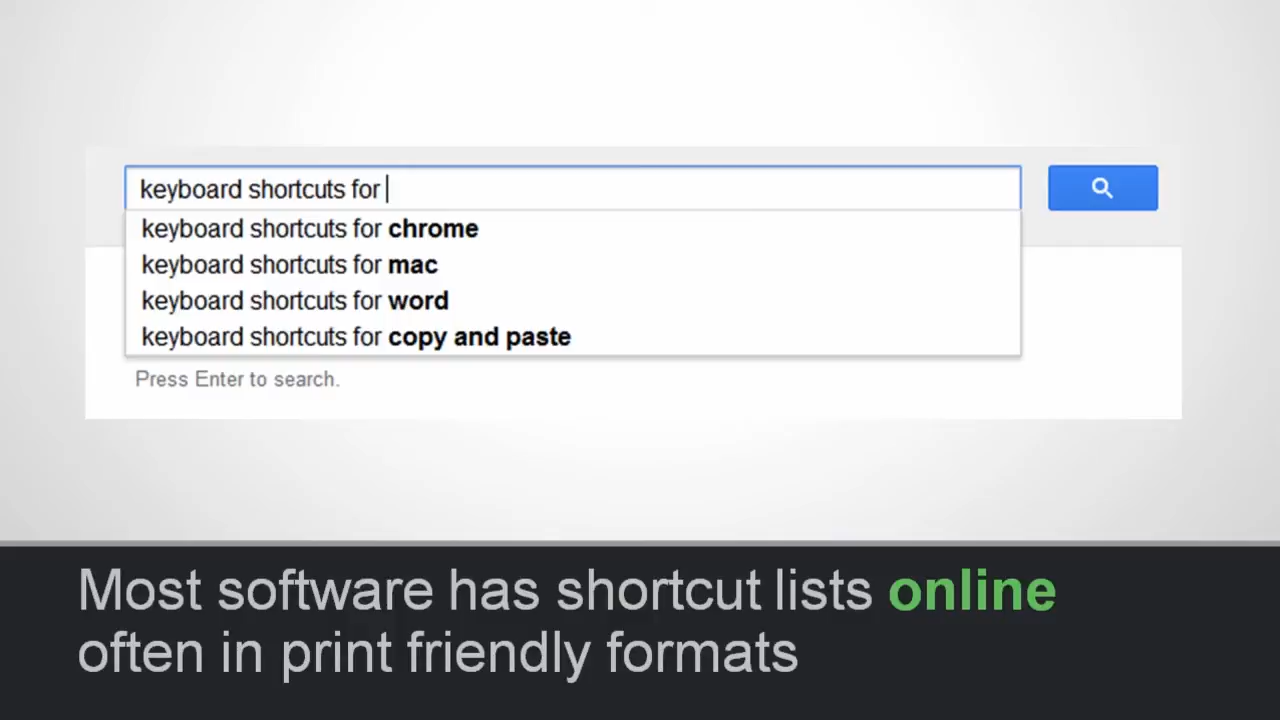 keyboard shortcuts for
keyboard shortcuts for chrome
keyboard shortcuts for mac
keyboard shortcuts for word
keyboard shortcuts for copy and paste
Press Enter to search.
Most software has shortcut lists online
often in print friendly formats